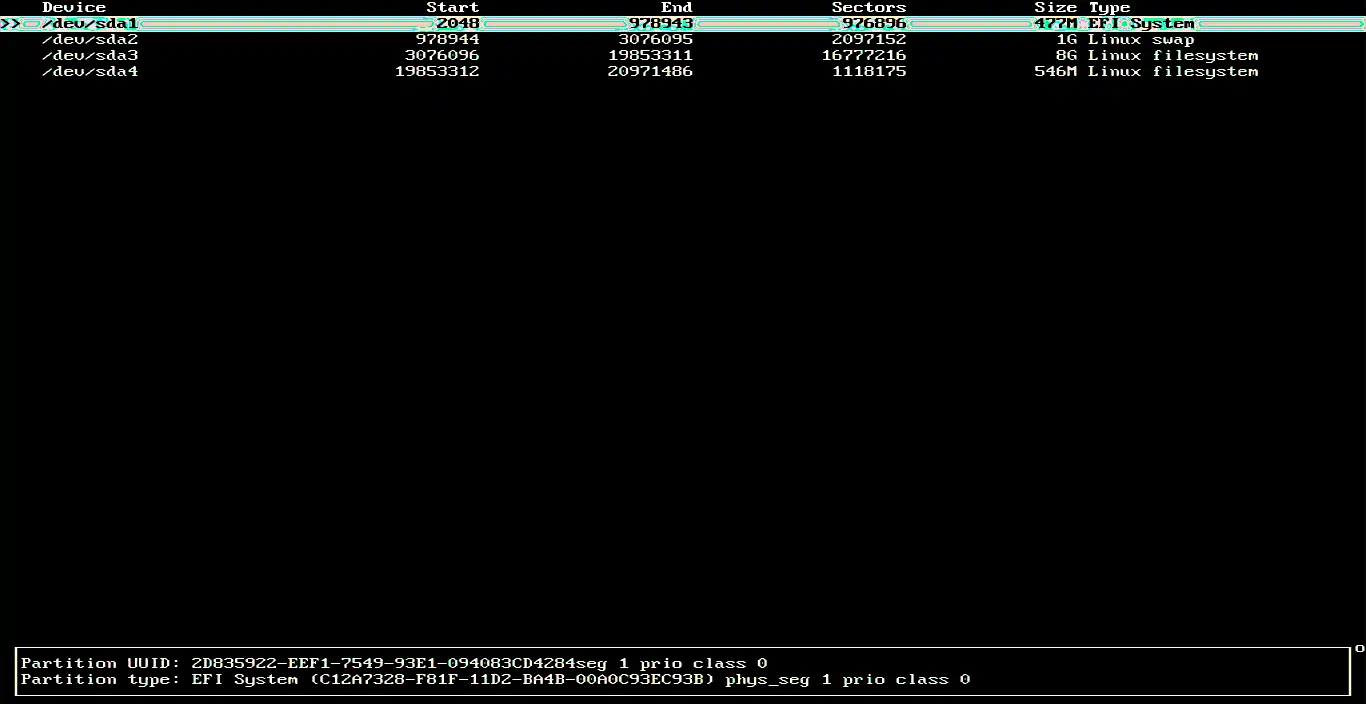 Device Start End Sectors Size Type
>> /dev/sda1 2048 978943 976896 477M EFI System
/dev/sda2 978944 3076095 2097152 1G Linux swap
/dev/sda3 3076096 19853311 16777216 8G Linux filesystem
/dev/sda4 19853312 20971486 1118175 546M Linux filesystem
o
Partition UUID: 2D835922-EEF1-7549-93E1-094083CD4284seg 1 prio class 0
Partition type: EFI System (C12A7328-F81F-11D2-BA4B-00A0C93EC93B) phys_seg 1 prio class 0